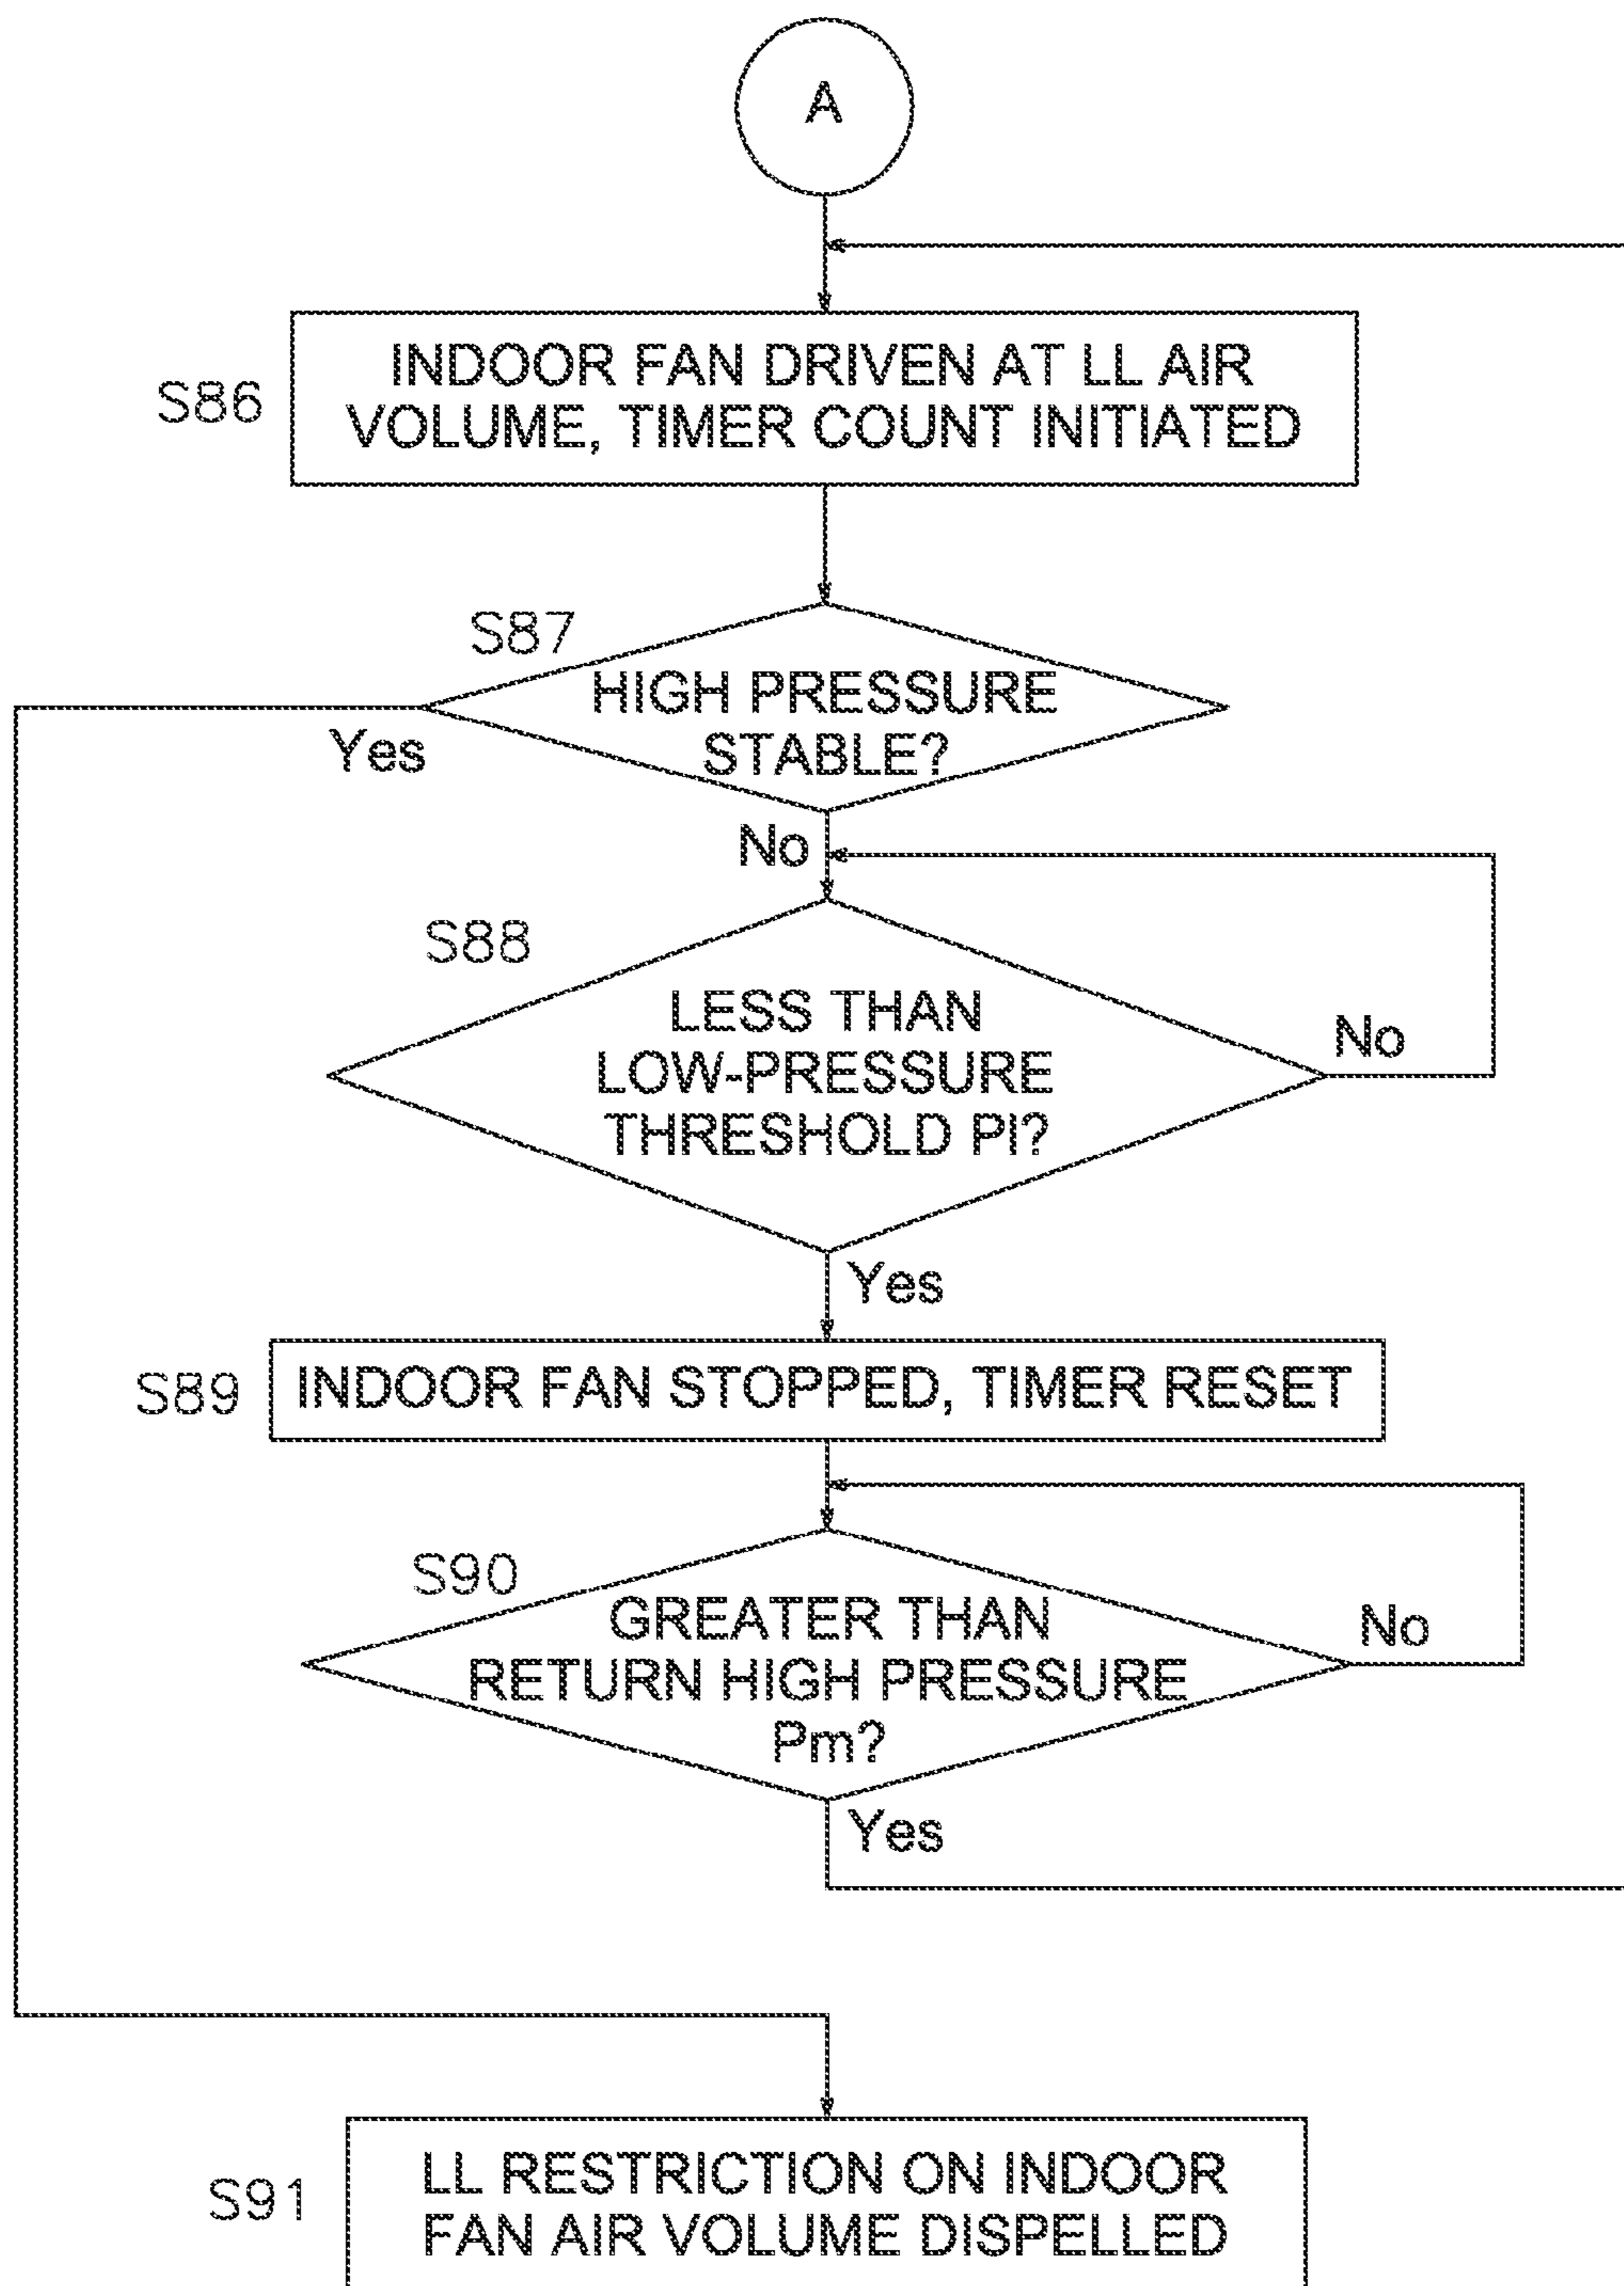 A
S86
INDOOR FAN DRIVEN AT LL AIR
VOLUME, TIMER COUNT INITIATED
S87
HIGH PRESSURE
STABLE?
Yes
No
S88
LESS THAN
LOW-PRESSURE
THRESHOLD Pl?
No
Yes
S89
INDOOR FAN STOPPED, TIMER RESET
S90
GREATER THAN
RETURN HIGH PRESSURE
Pm?
No
Yes
S91
LL RESTRICTION ON INDOOR
FAN AIR VOLUME DISPELLED